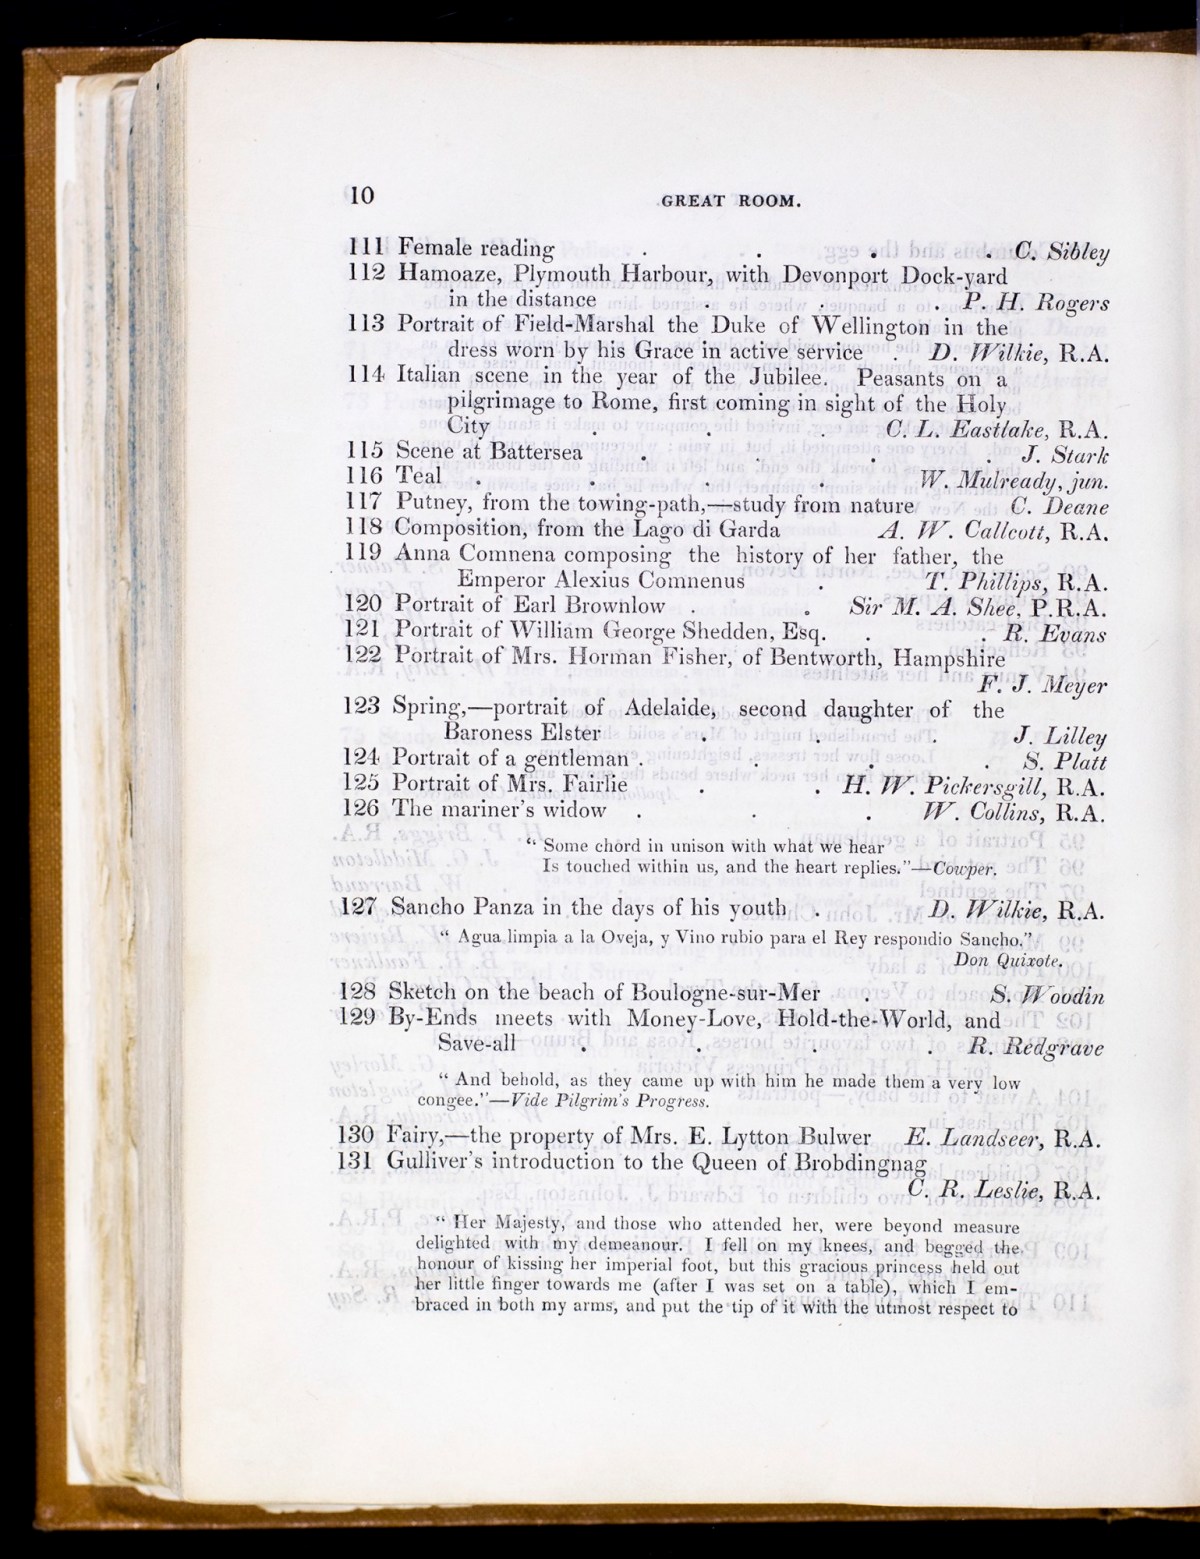 10 GREAT ROOM.
111 Female reading . . . . C. Sibley
112 Hamoaze, Plymouth Harbour, with Devonport Dock-yard
in the distance . . . P. H. Rogers
113 Portrait of Field-Marshal the Duke of Wellington in the
dress worn by his Grace in active service D. Wilkie, R.A.
114 Italian scene in the year of the Jubilee. Peasants on a
pilgrimage to Rome, first coming in sight of the Holy
City . . . C. L. Eastlake, R.A.
115 Scene at Battersea . . . . J. Stark
116 Teal . . . . W. Mulready, jun.
117 Putney, from the towing-path,—study from nature C. Deane
118 Composition, from the Lago di Garda A. W. Callcott, R.A.
119 Anna Comnena composing the history of her father, the
Emperor Alexius Comnenus . T. Phillips, R.A.
120 Portrait of Earl Brownlow . . Sir M. A. Shee, P.R.A.
121 Portrait of William George Shedden, Esq. . . R. Evans
122 Portrait of Mrs. Horman Fisher, of Bentworth, Hampshire
F. J. Meyer
123 Spring,—portrait of Adelaide, second daughter of the
Baroness Elster . . . J. Lilley
124 Portrait of a gentleman . . . . S. Platt
125 Portrait of Mrs. Fairlie . . H. W. Pickersgill, R.A.
126 The mariner's widow . . . W. Collins, R.A.
“ Some chord in unison with what we hear
Is touched within us, and the heart replies.”—Cowper.
127 Sancho Panza in the days of his youth . D. Wilkie, R.A.
“ Agua limpia a la Oveja, y Vino rubio para el Rey respondio Sancho.”
Don Quixote.
128 Sketch on the beach of Boulogne-sur-Mer . S. Woodin
129 By-Ends meets with Money-Love, Hold-the-World, and
Save-all . . . . R. Redgrave
“ And behold, as they came up with him he made them a very low
congee.”—Vide Pilgrim's Progress.
130 Fairy,—the property of Mrs. E. Lytton Bulwer E. Landseer, R.A.
131 Gulliver's introduction to the Queen of Brobdingnag
C. R. Leslie, R.A.
“ Her Majesty, and those who attended her, were beyond measure
delighted with my demeanour. I fell on my knees, and begged the
honour of kissing her imperial foot, but this gracious princess held out
her little finger towards me (after I was set on a table), which I em-
braced in both my arms, and put the tip of it with the utmost respect to